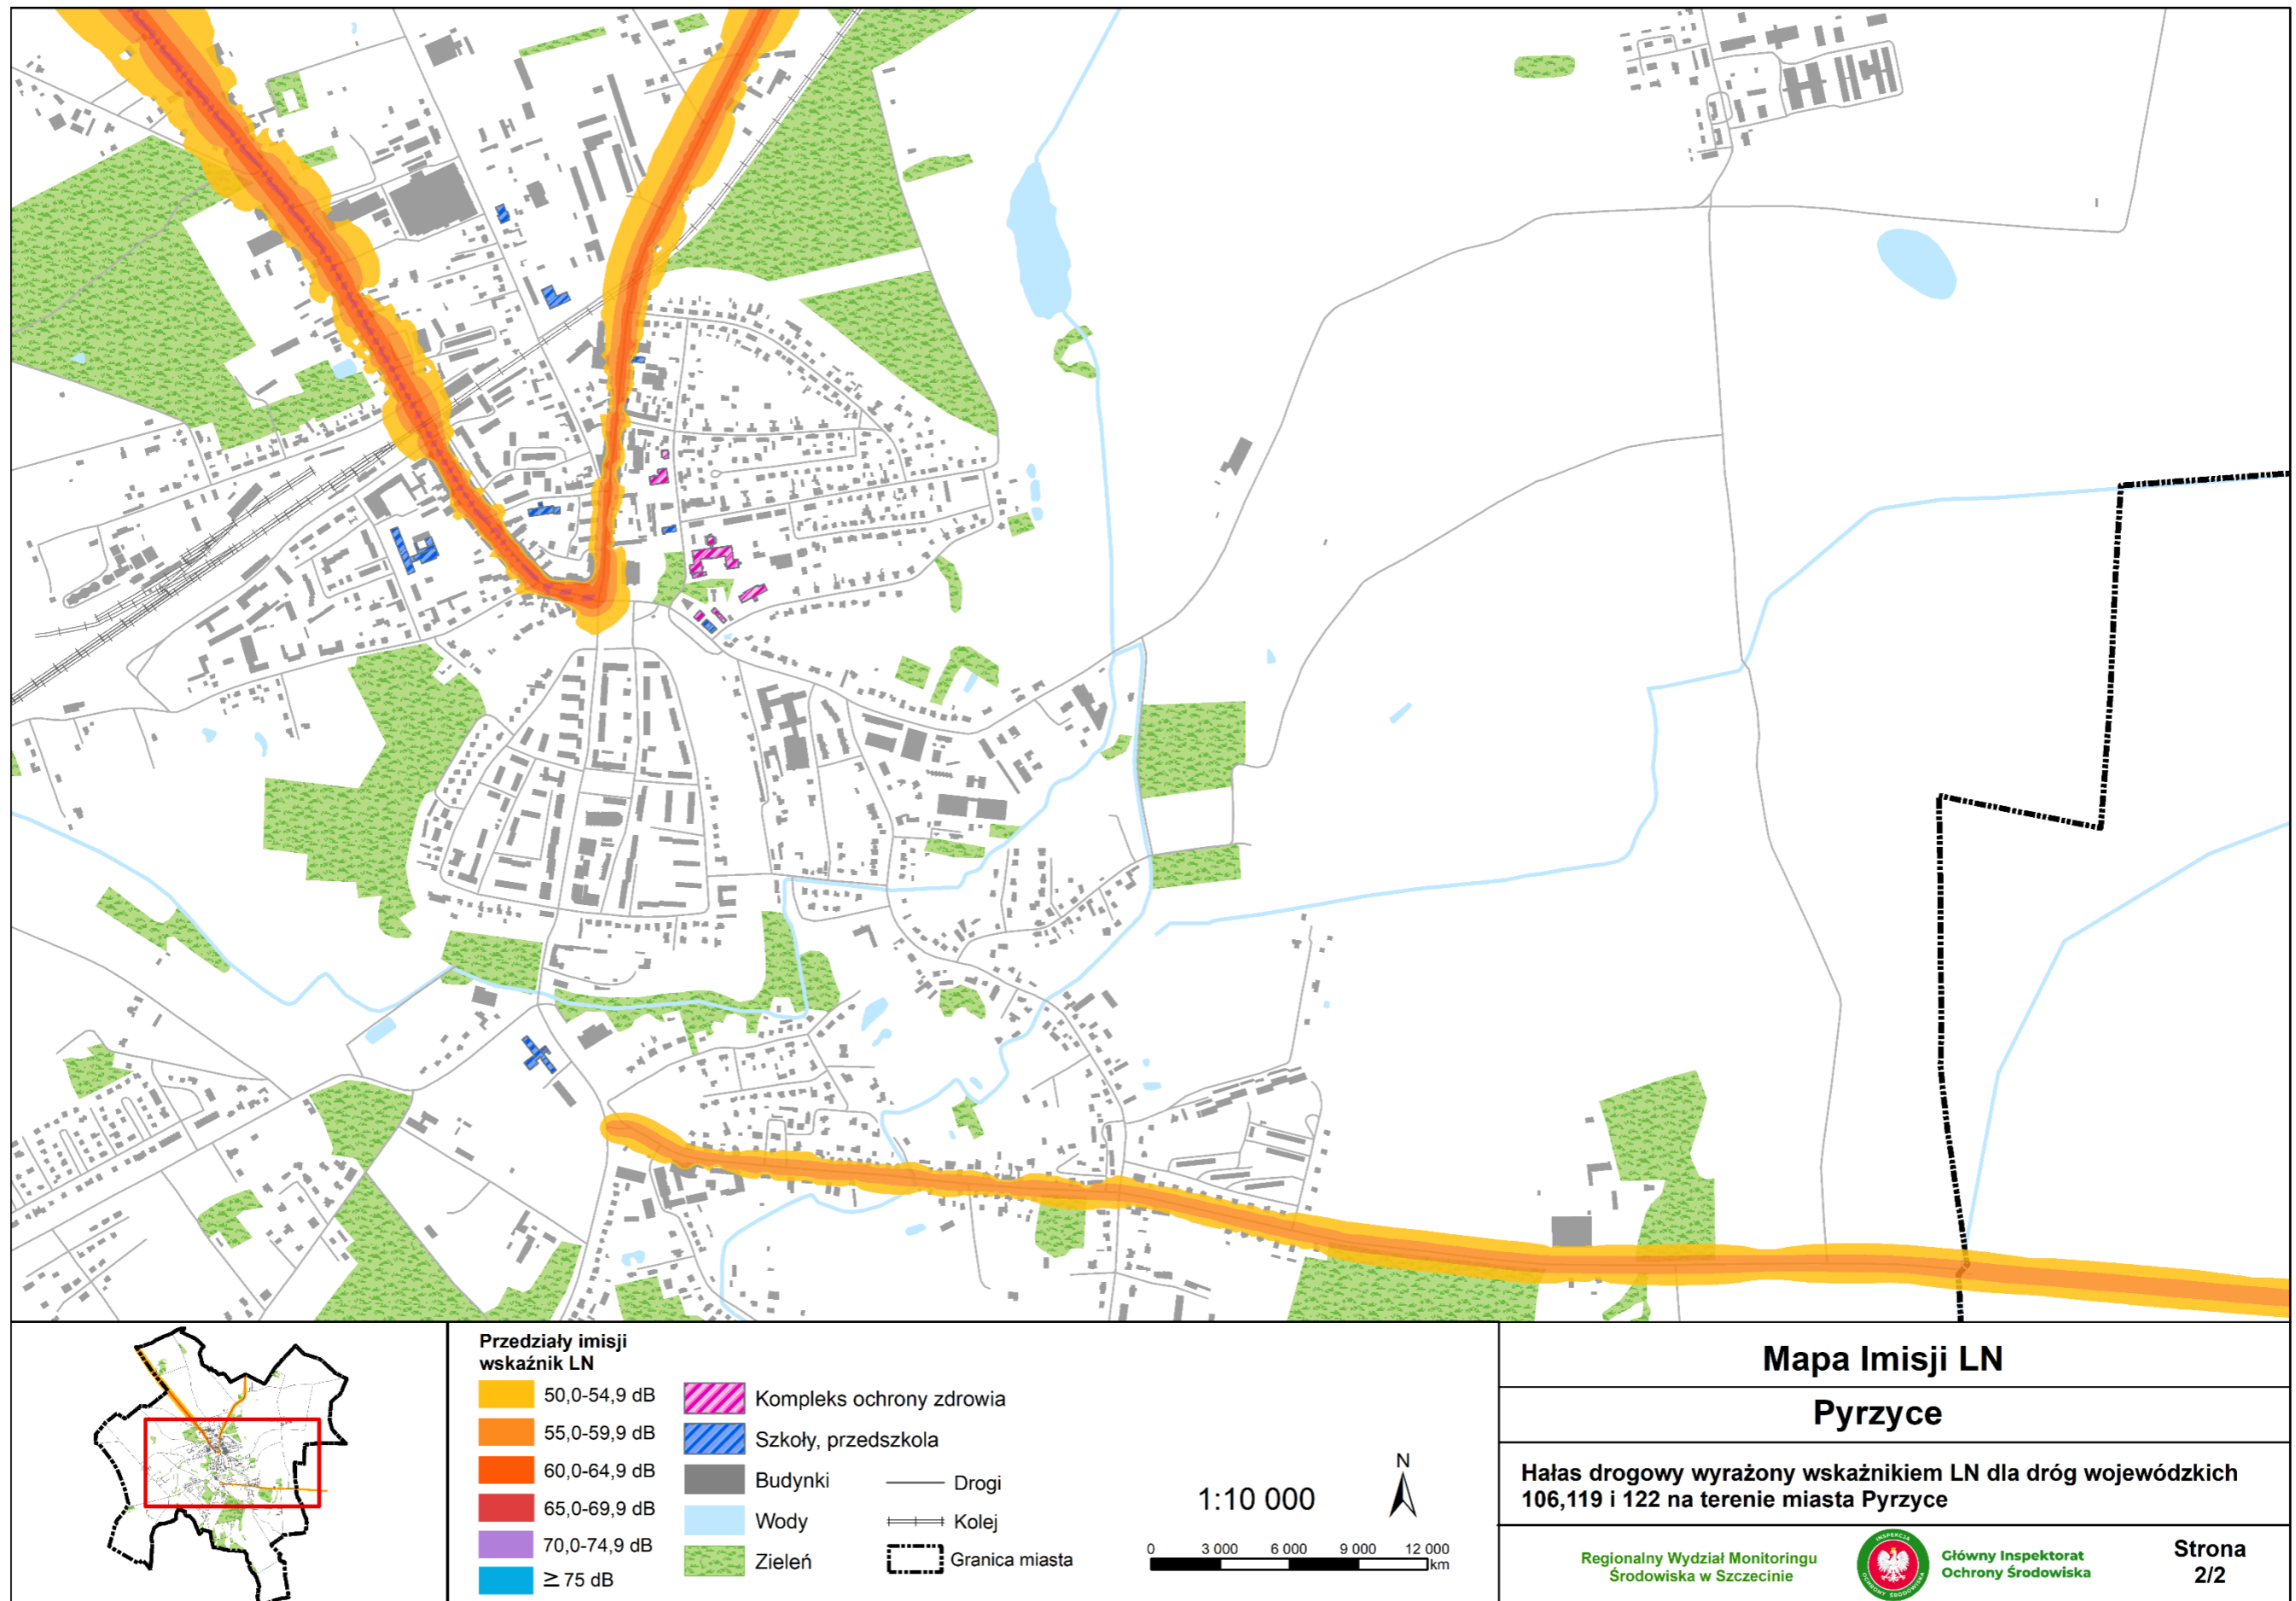 Przedziały imisji
wskaźnik LN
50,0-54,9 dB
55,0-59,9 dB
60,0-64,9 dB
65,0-69,9 dB
70,0-74,9 dB
≥ 75 dB
Kompleks ochrony zdrowia
Szkoły, przedszkola
Budynki
Wody
Zieleń
Drogi
Kolej
Granica miasta
1:10 000
N
0 3 000 6 000 9 000 12 000
km
Mapa Imisji LN
Pyrzyce
Hałas drogowy wyrażony wskaźnikiem LN dla dróg wojewódzkich
106,119 i 122 na terenie miasta Pyrzyce
Regionalny Wydział Monitoringu
Środowiska w Szczecinie
INSPEKCJA
OCHRONY ŚRODOWISKA
Główny Inspektorat
Ochrony Środowiska
Strona
2/2